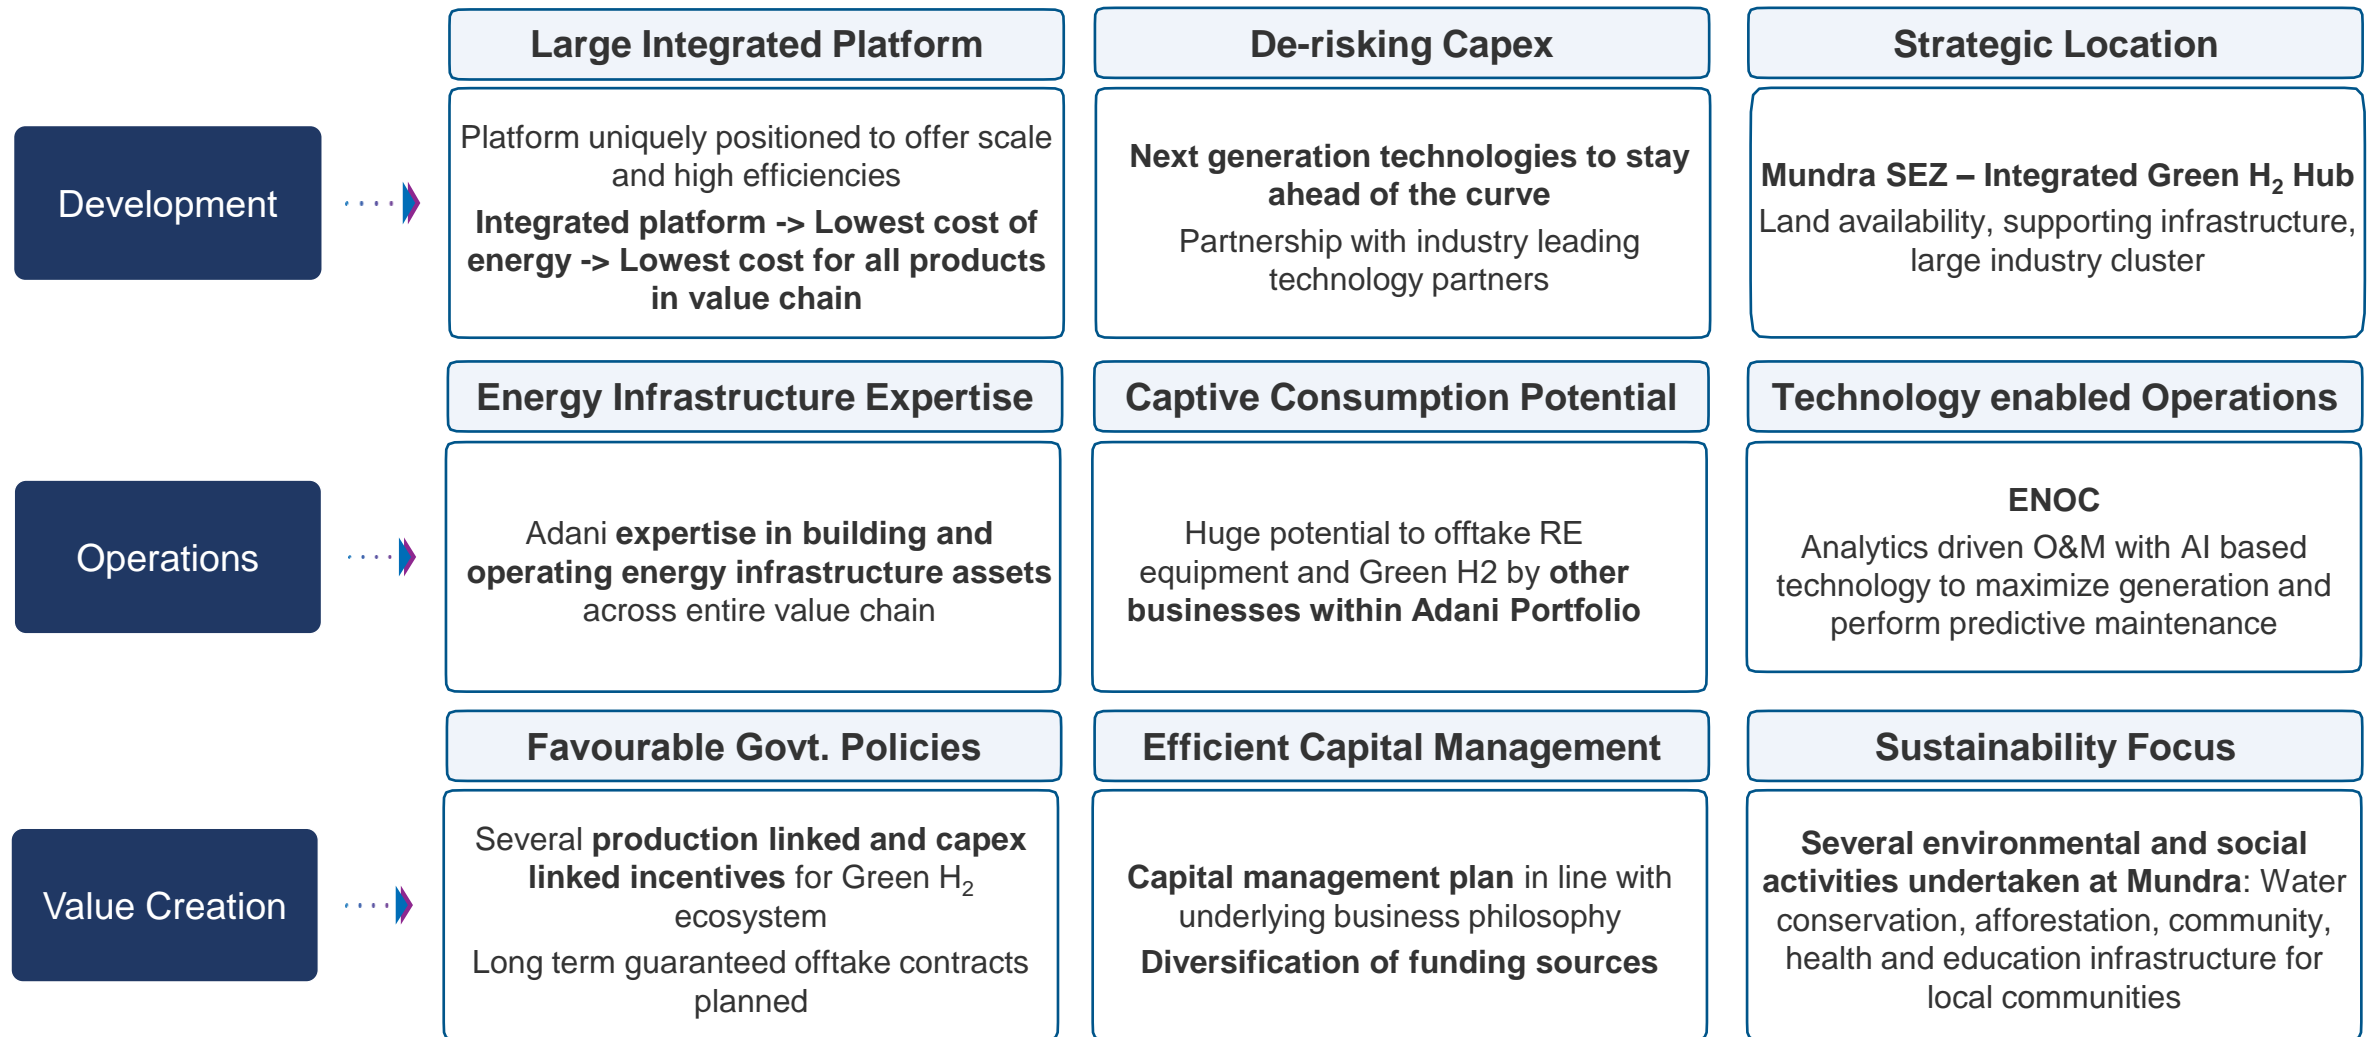 Large Integrated Platform
De-risking Capex
Strategic Location
Development
Platform uniquely positioned to offer scale
and high efficiencies
Integrated platform -> Lowest cost of
energy -> Lowest cost for all products
in value chain
Next generation technologies to stay
ahead of the curve
Partnership with industry leading
technology partners
Mundra SEZ – Integrated Green H₂ Hub
Land availability, supporting infrastructure,
large industry cluster
Energy Infrastructure Expertise
Captive Consumption Potential
Technology enabled Operations
Operations
Adani expertise in building and
operating energy infrastructure assets
across entire value chain
Huge potential to offtake RE
equipment and Green H2 by other
businesses within Adani Portfolio
ENOC
Analytics driven O&M with AI based
technology to maximize generation and
perform predictive maintenance
Favourable Govt. Policies
Efficient Capital Management
Sustainability Focus
Value Creation
Several production linked and capex
linked incentives for Green H₂
ecosystem
Long term guaranteed offtake contracts
planned
Capital management plan in line with
underlying business philosophy
Diversification of funding sources
Several environmental and social
activities undertaken at Mundra: Water
conservation, afforestation, community,
health and education infrastructure for
local communities